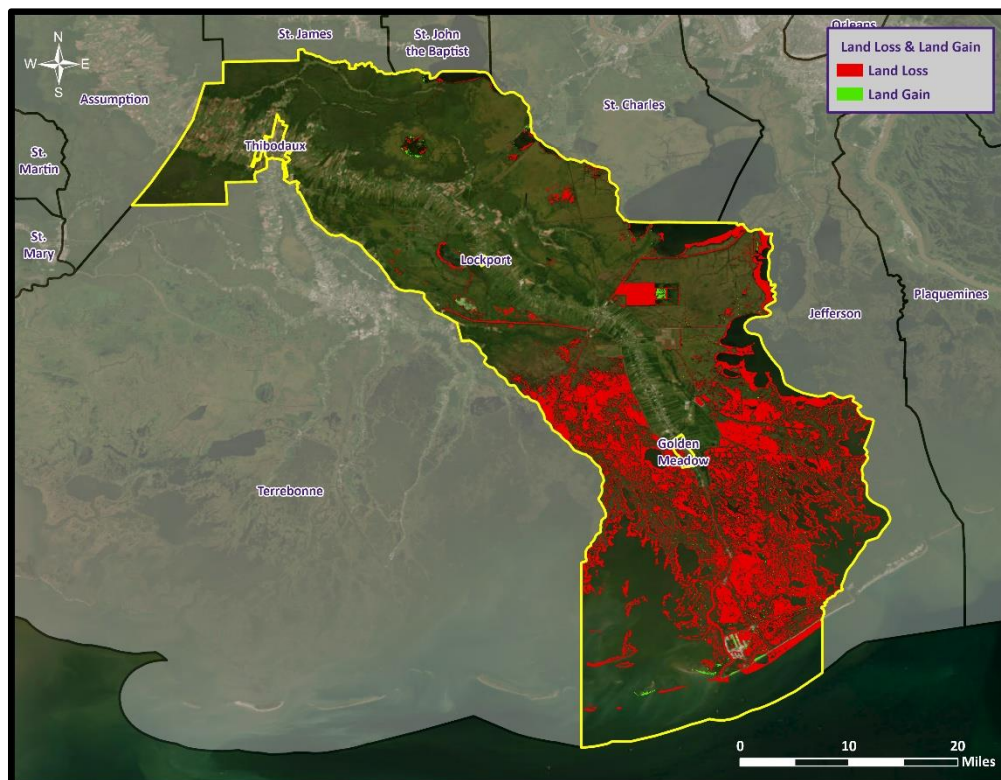 St. James
St. John
the Baptist
Orleans
Land Loss & Land Gain
Land Loss
Land Gain
N
W
E
S
Assumption
St. Charles
Thibodaux
St.
Martin
St.
Mary
Lockport
Plaquemines
Jefferson
Golden
Meadow
Terrebonne
0
10
20
Miles